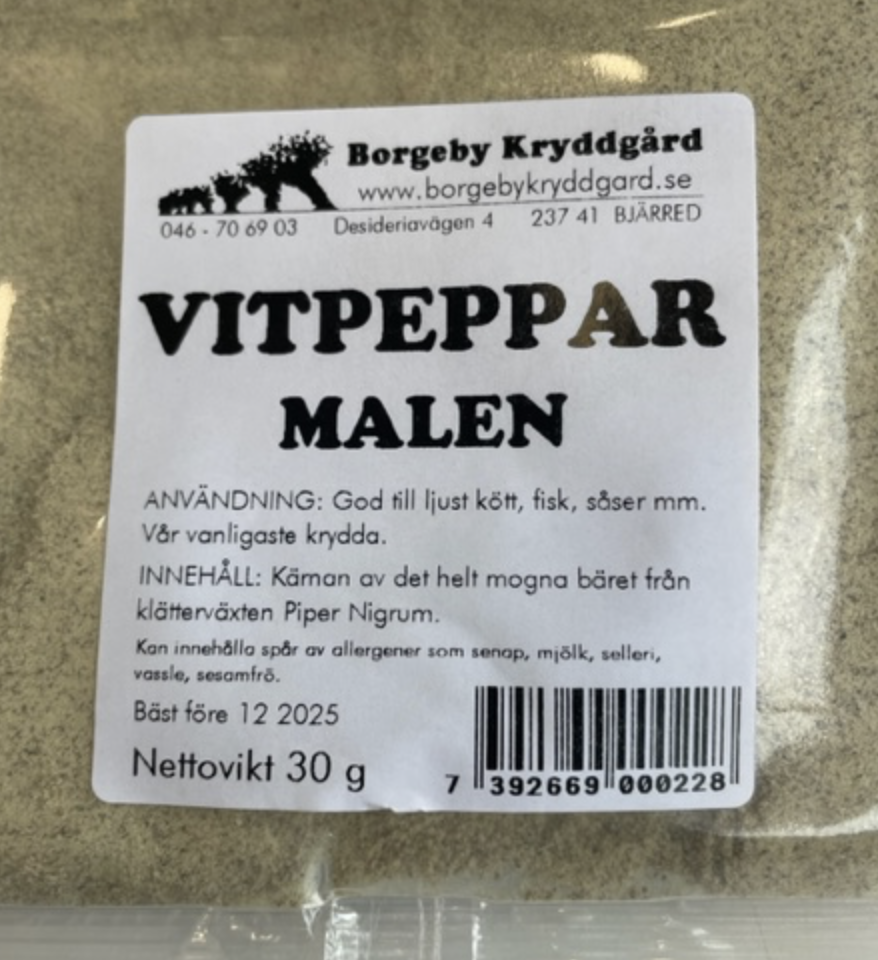 Borgeby Kryddgård
www.borgebykryddgard.se
046 - 70 69 03 Desideriavägen 4 237 41 BJÄRRED
VITPEPPAR
MALEN
ANVÄNDNING: God till ljust kött, fisk, såser mm.
Vår vanligaste krydda.
INNEHÅLL: Kärnan av det helt mogna bäret från
klätterväxten Piper Nigrum.
Kan innehålla spår av allergener som senap, mjölk, selleri,
vassle, sesamfrö.
Bäst före 12 2025
Nettovikt 30 g
7 392669 000228